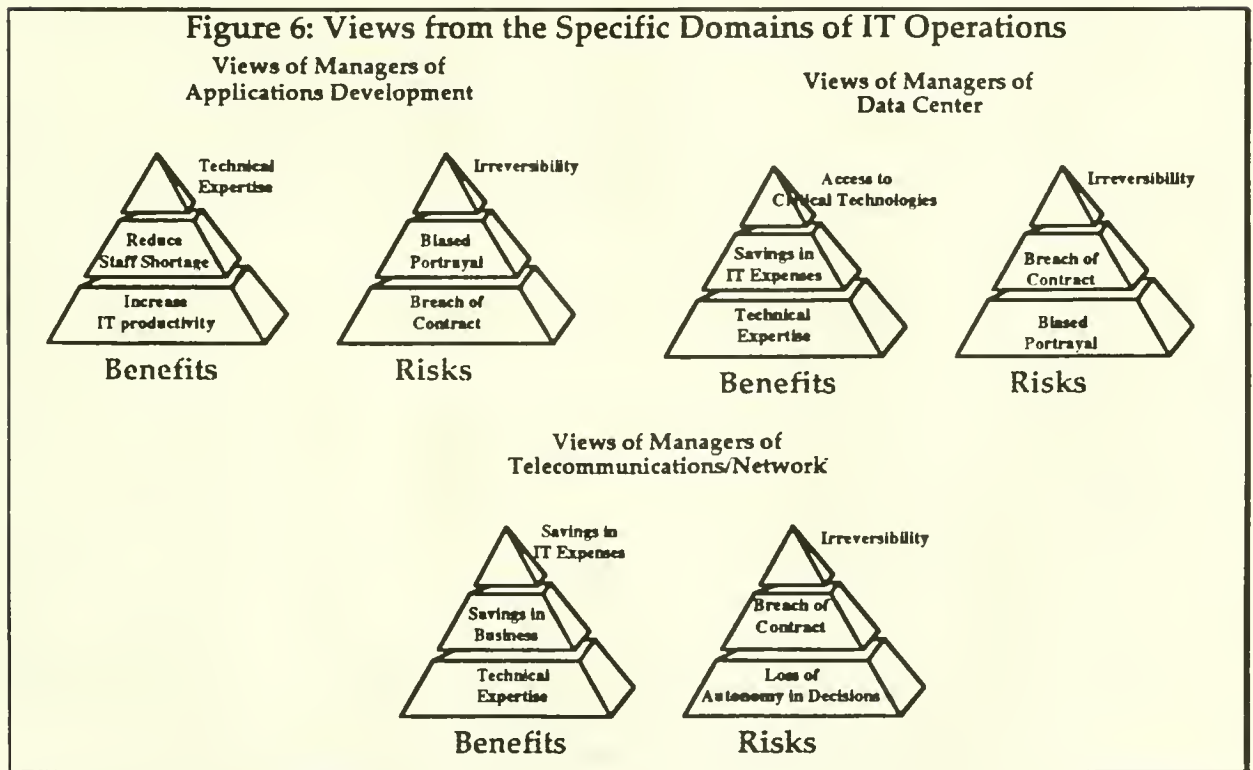 Figure 6: Views from the Specific Domains of IT Operations
Views of Managers of
Applications Development
Technical
Expertise
Reduce
Staff Shortage
Increase
IT productivity
Benefits
Irreversibility
Biased
Portrayal
Breach of
Contract
Risks
Views of Managers of
Data Center
Access to
Critical Technologies
Savings in
IT Expenses
Technical
Expertise
Benefits
Irreversibility
Breach of
Contract
Biased
Portrayal
Risks
Views of Managers of
Telecommunications/Network
Savings in
IT Expenses
Savings in
Business
Technical
Expertise
Benefits
Irreversibility
Breach of
Contract
Loss of
Autonomy in Decisions
Risks